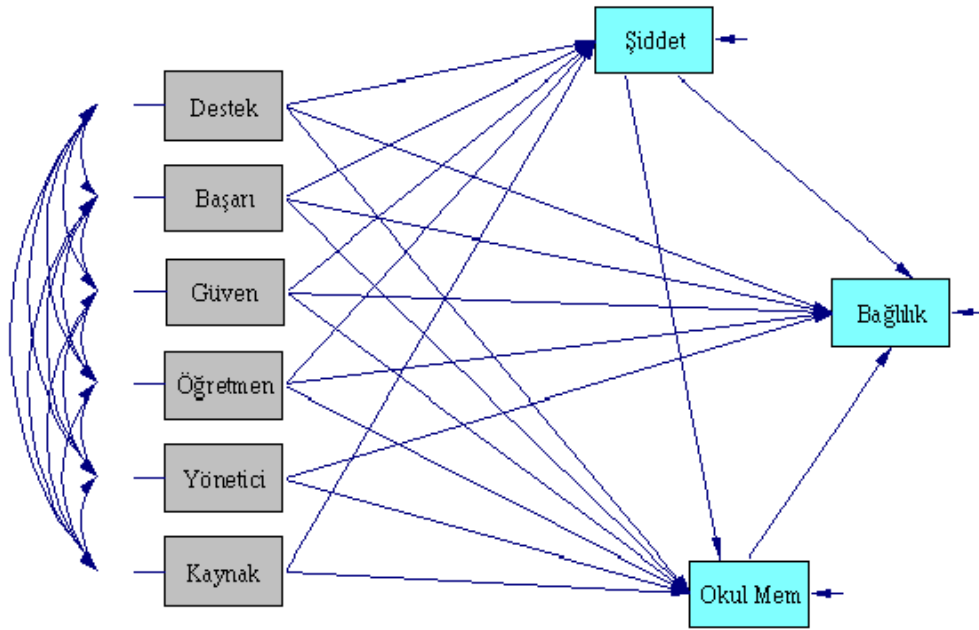 Şiddet
Destek
Başarı
Güven
Bağlılık
Öğretmen
Yönetici
Kaynak
Okul Mem